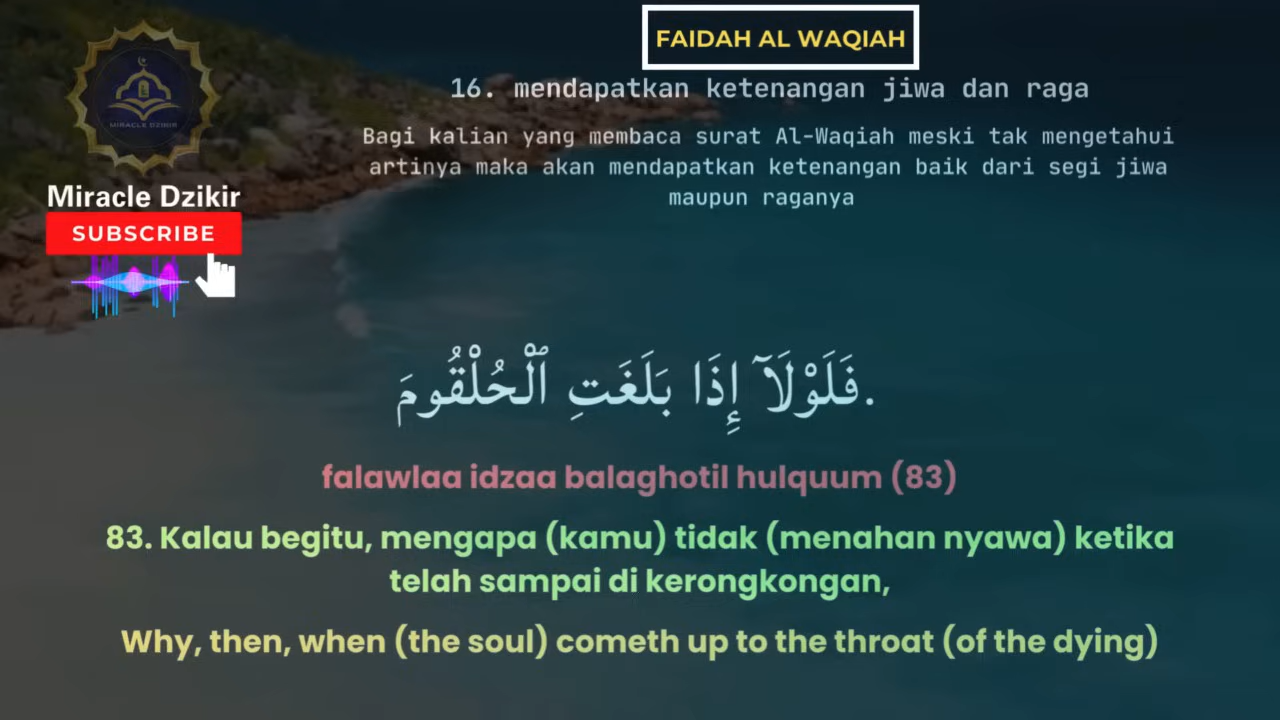 FAIDAH AL WAQIAH
16. mendapatkan ketenangan jiwa dan raga
Bagi kalian yang membaca surat Al-Waqiah meski tak mengetahui
artinya maka akan mendapatkan ketenangan baik dari segi jiwa
maupun raganya
MIRACLE DZIKIR
Miracle Dzikir
SUBSCRIBE
فَلَوْلَآ إِذَا بَلَغَتِ ٱلْحُلْقُومَ.
falawlaa idzaa balaghotil hulquum (83)
83. Kalau begitu, mengapa (kamu) tidak (menahan nyawa) ketika
telah sampai di kerongkongan,
Why, then, when (the soul) cometh up to the throat (of the dying)